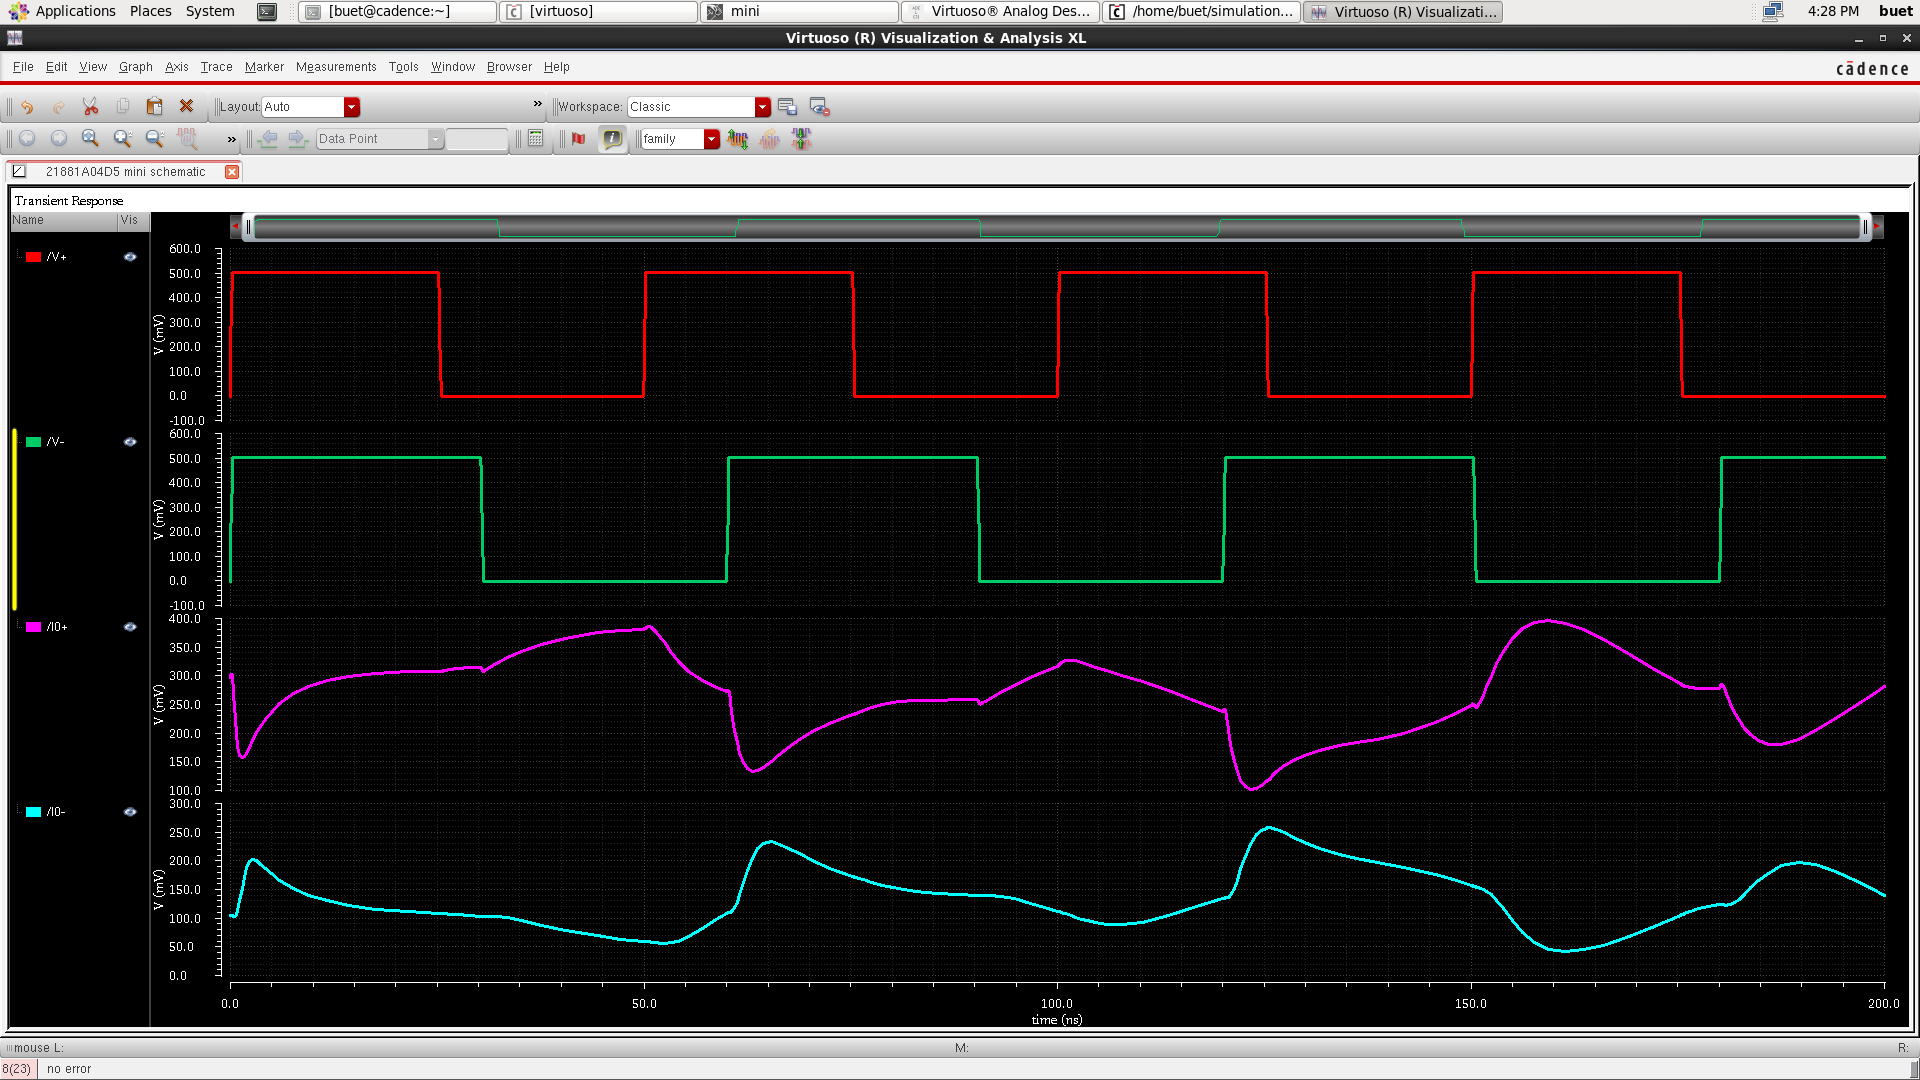 Applications Places System [buet@cadence:~] [virtuoso] mini Virtuoso® Analog Des... /home/buet/simulation... Virtuoso (R) Visualizati... 4:28 PM buet
Virtuoso (R) Visualization & Analysis XL
File Edit View Graph Axis Trace Marker Measurements Tools Window Browser Help cādence
Layout: Auto » Workspace: Classic
» Data Point family
21881A04D5 mini schematic
Transient Response
Name Vis
/V+
600.0
500.0
400.0
300.0
200.0
100.0
0.0
-100.0
V (mV)
/V-
600.0
500.0
400.0
300.0
200.0
100.0
0.0
-100.0
V (mV)
/I0+
400.0
350.0
300.0
250.0
200.0
150.0
100.0
V (mV)
/I0-
300.0
250.0
200.0
150.0
100.0
50.0
0.0
V (mV)
0.0 50.0 100.0 150.0 200.0
time (ns)
mouse L: M: R:
8(23) no error